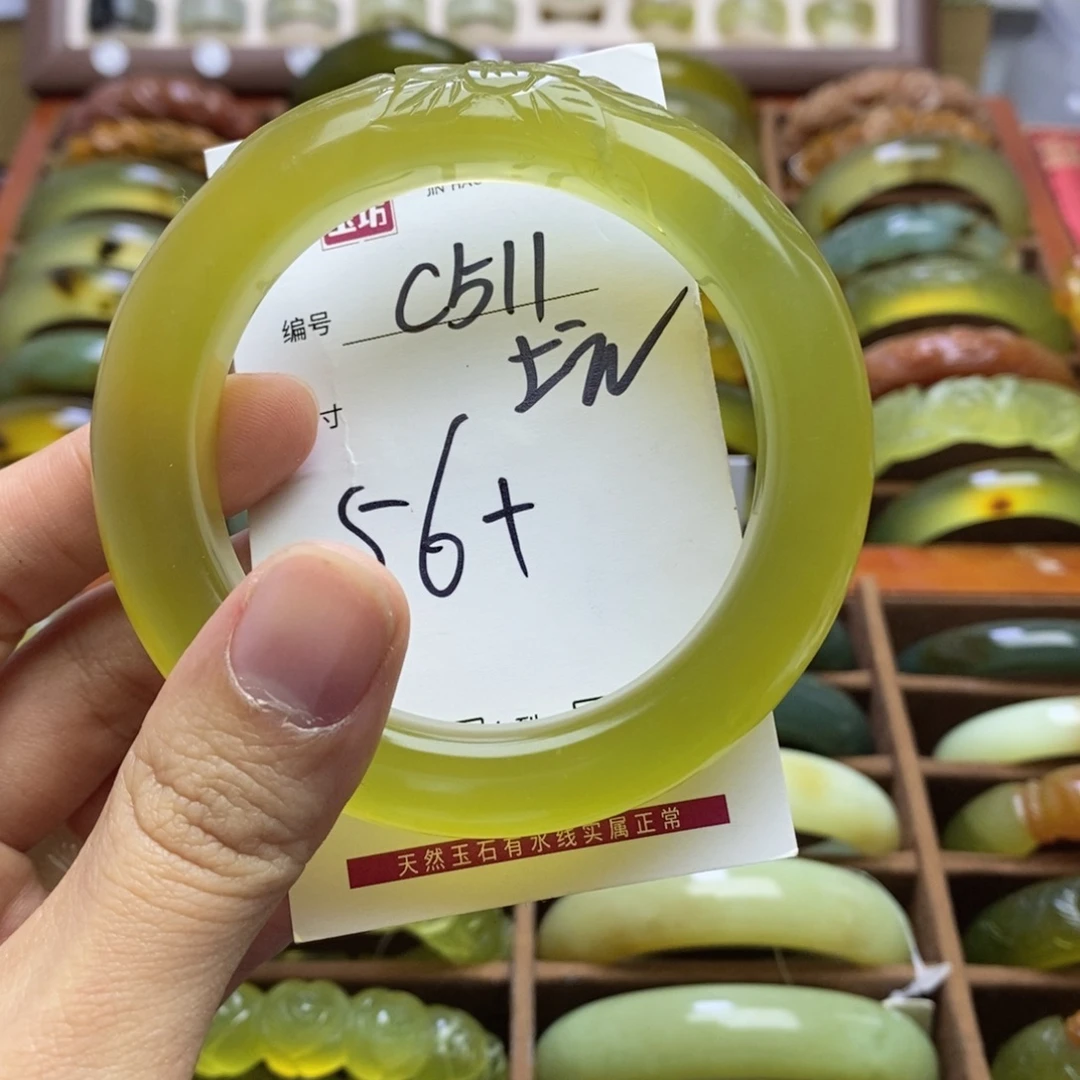 玉坊
JIN HAO
编号 C511
寸
56+
天然玉石有水线实属正常